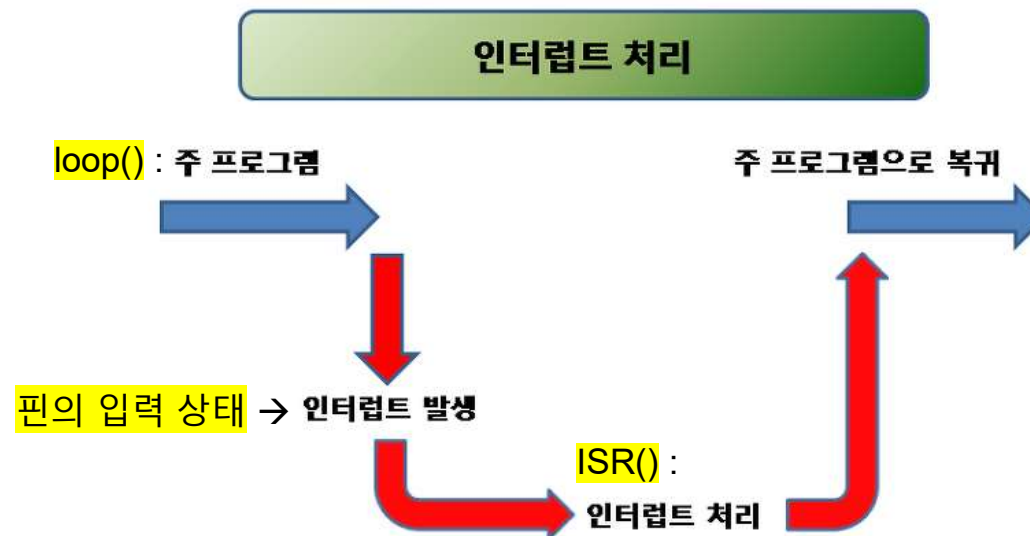 인터럽트 처리
loop() : 주 프로그램
주 프로그램으로 복귀
핀의 입력 상태 → 인터럽트 발생
ISR() :
인터럽트 처리